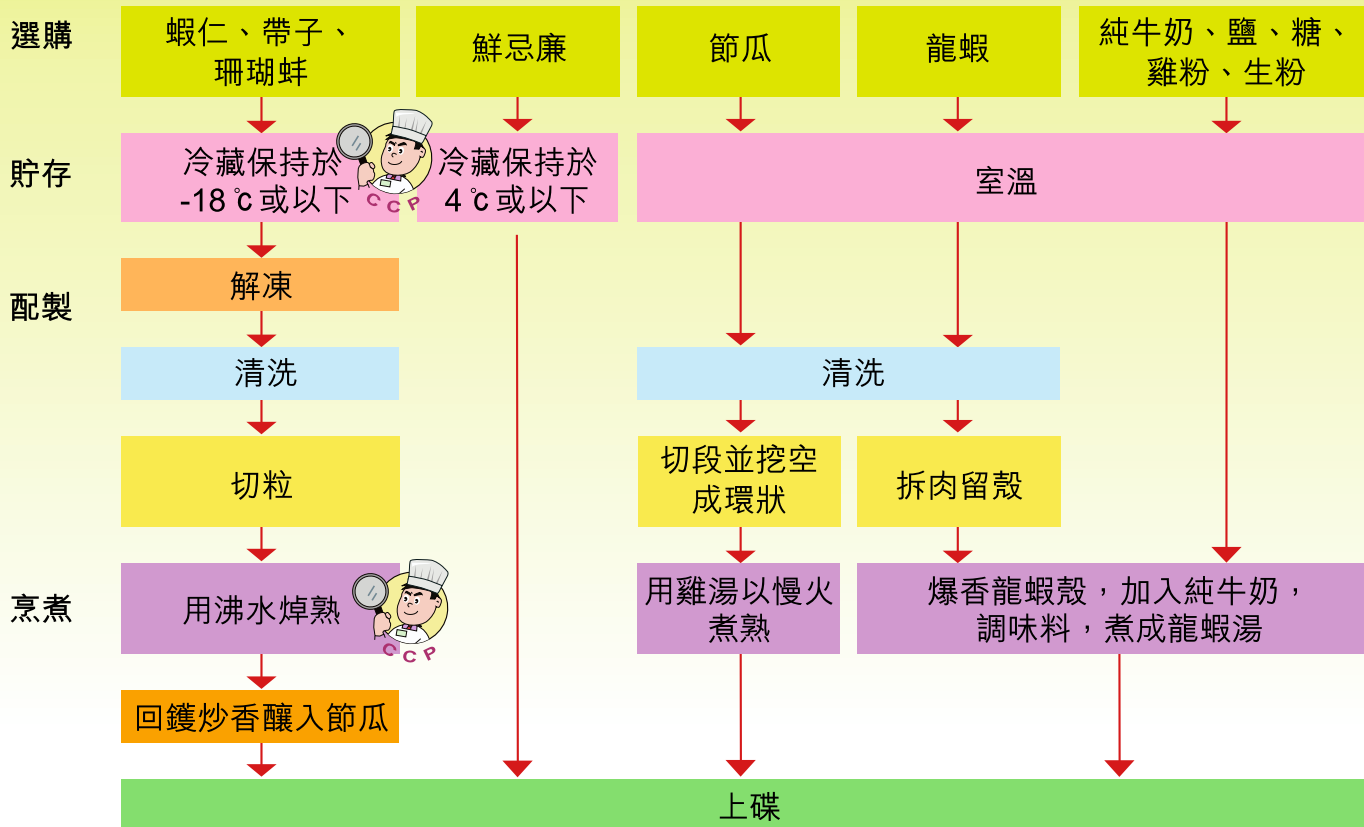 選購
蝦仁、帶子、
珊瑚蚌
鮮忌廉
節瓜
龍蝦
純牛奶、鹽、糖、
雞粉、生粉
貯存
冷藏保持於
-18℃或以下
CCP
冷藏保持於
4℃或以下
室溫
配製
解凍
清洗
清洗
切粒
切段並挖空
成環狀
拆肉留殼
烹煮
用沸水焯熟
CCP
用雞湯以慢火
煮熟
爆香龍蝦殼，加入純牛奶，
調味料，煮成龍蝦湯
回鑊炒香釀入節瓜
上碟